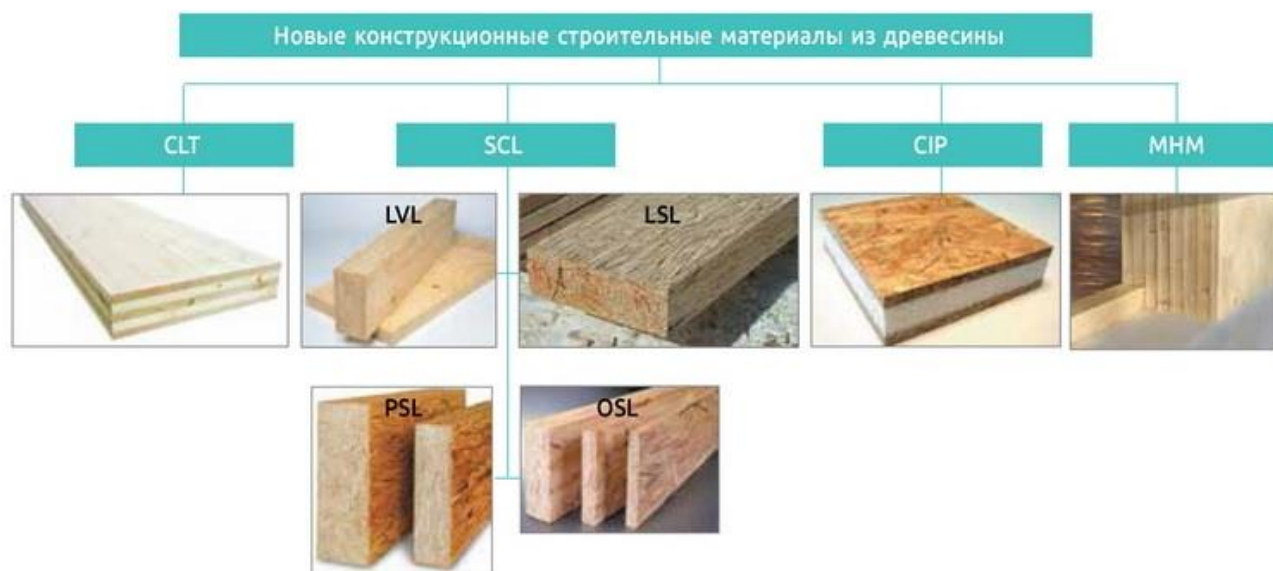 Новые конструкционные строительные материалы из древесины
CLT
SCL
CIP
MHM
LVL
LSL
PSL
OSL